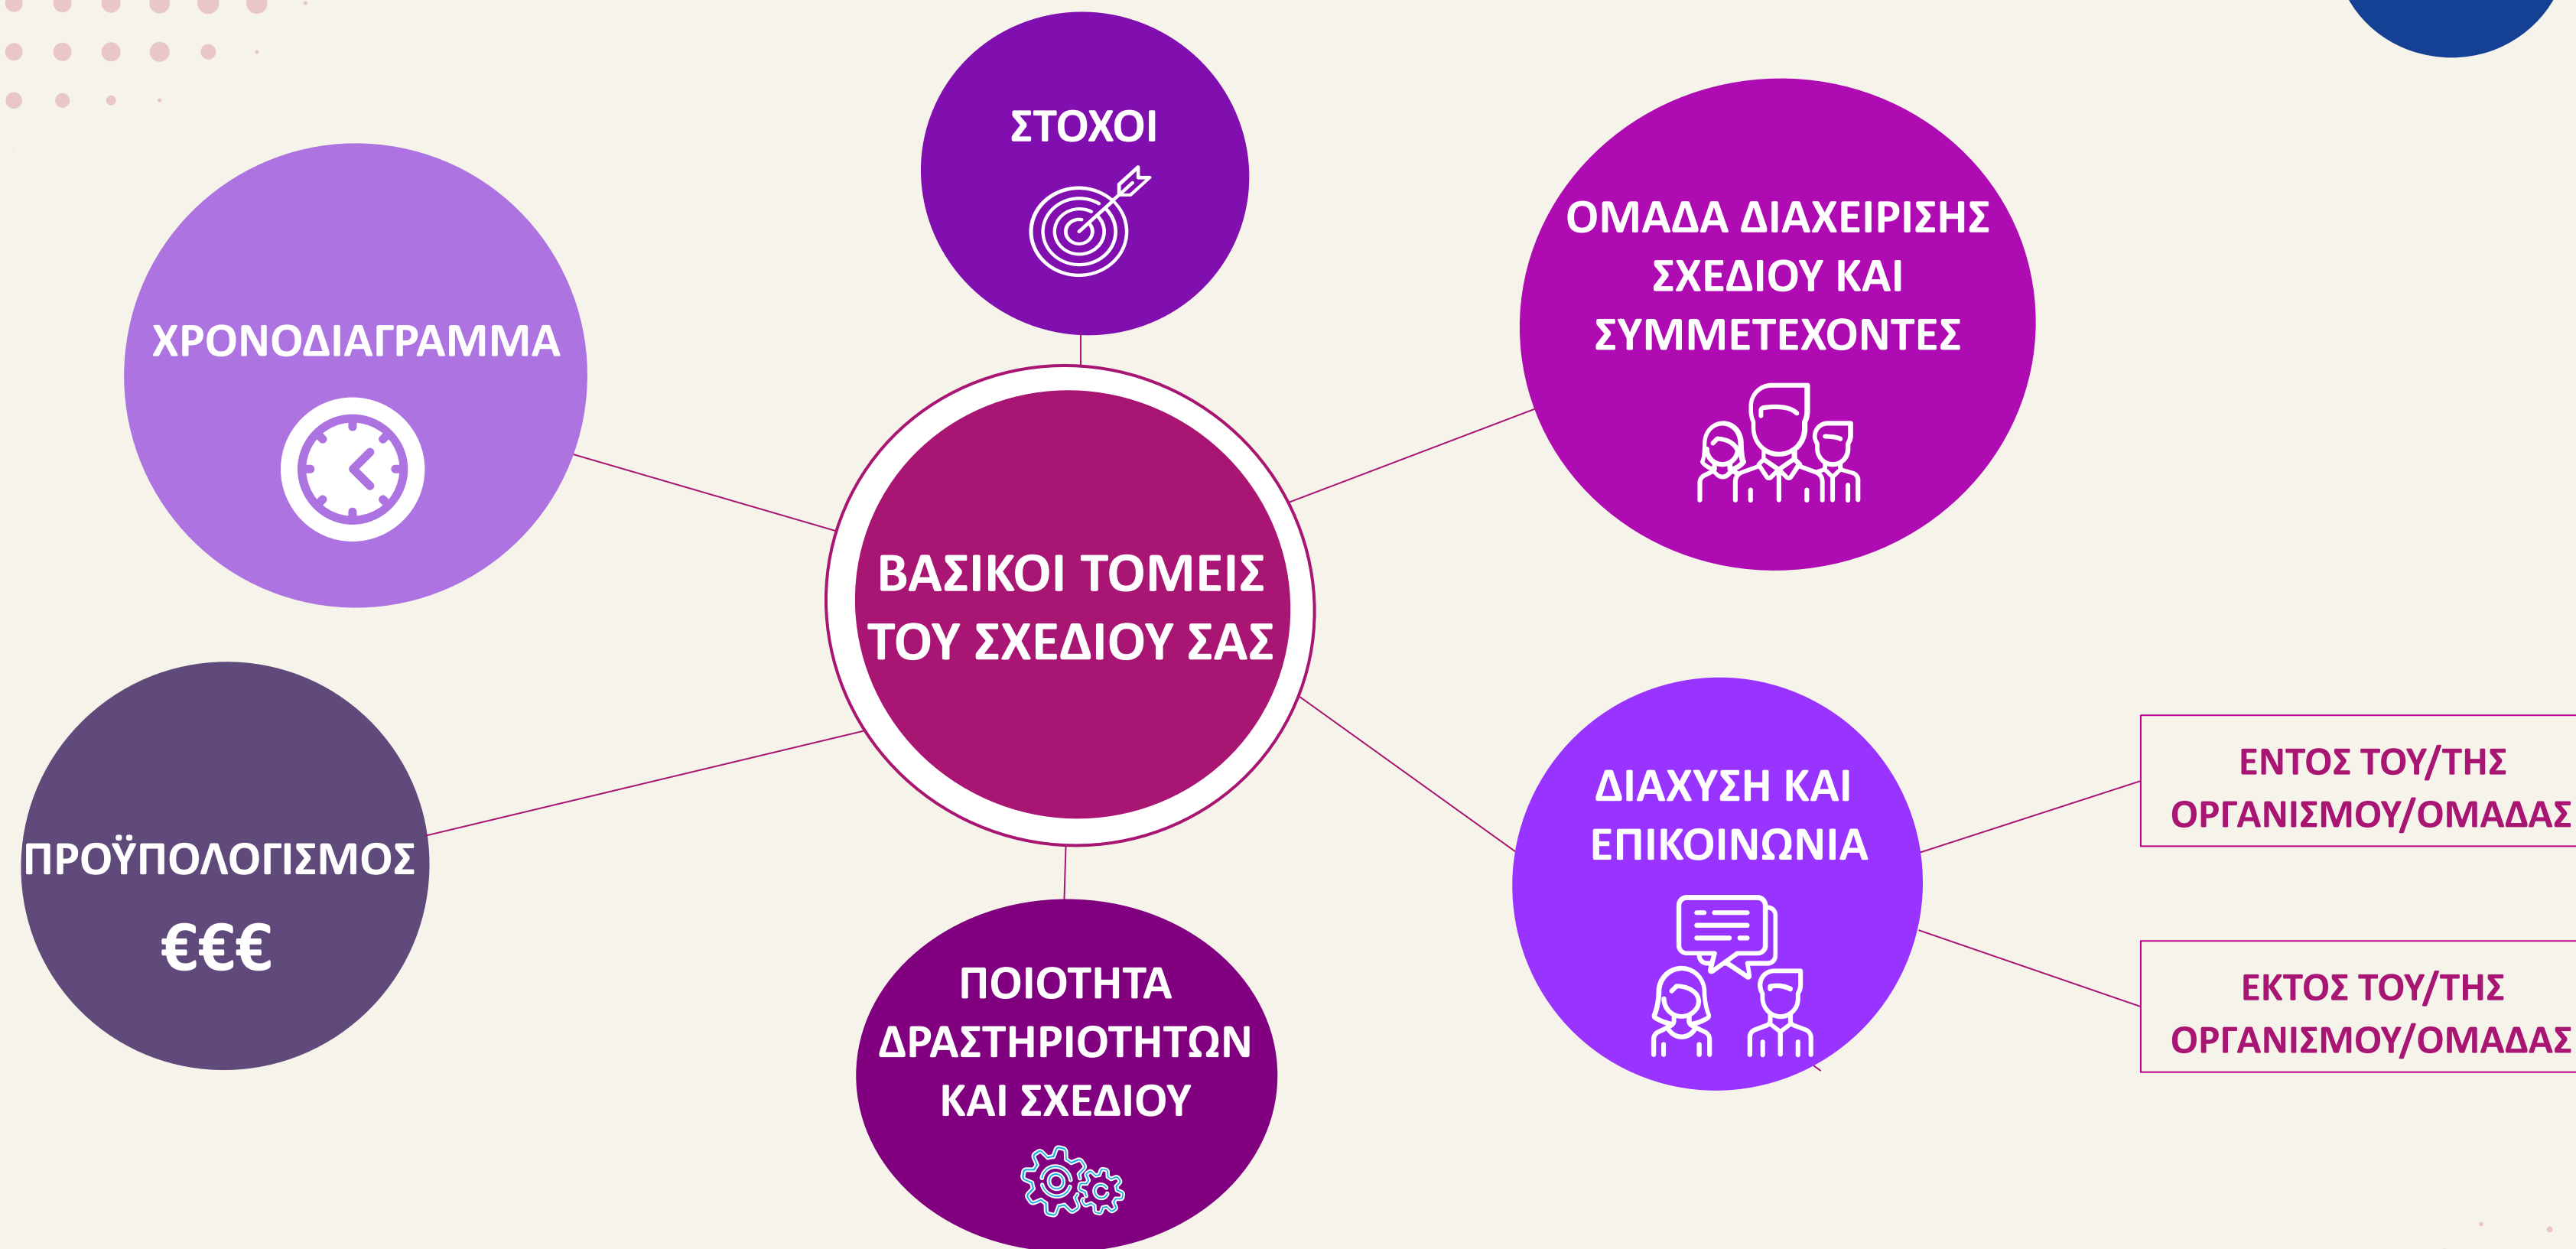 ΣΤΟΧΟΙ
ΟΜΑΔΑ ΔΙΑΧΕΙΡΙΣΗΣ
ΣΧΕΔΙΟΥ ΚΑΙ
ΣΥΜΜΕΤΕΧΟΝΤΕΣ
ΧΡΟΝΟΔΙΑΓΡΑΜΜΑ
ΒΑΣΙΚΟΙ ΤΟΜΕΙΣ
ΤΟΥ ΣΧΕΔΙΟΥ ΣΑΣ
ΔΙΑΧΥΣΗ ΚΑΙ
ΕΠΙΚΟΙΝΩΝΙΑ
ΕΝΤΟΣ ΤΟΥ/ΤΗΣ
ΟΡΓΑΝΙΣΜΟΥ/ΟΜΑΔΑΣ
ΕΚΤΟΣ ΤΟΥ/ΤΗΣ
ΟΡΓΑΝΙΣΜΟΥ/ΟΜΑΔΑΣ
ΠΡΟΫΠΟΛΟΓΙΣΜΟΣ
€€€
ΠΟΙΟΤΗΤΑ
ΔΡΑΣΤΗΡΙΟΤΗΤΩΝ
ΚΑΙ ΣΧΕΔΙΟΥ